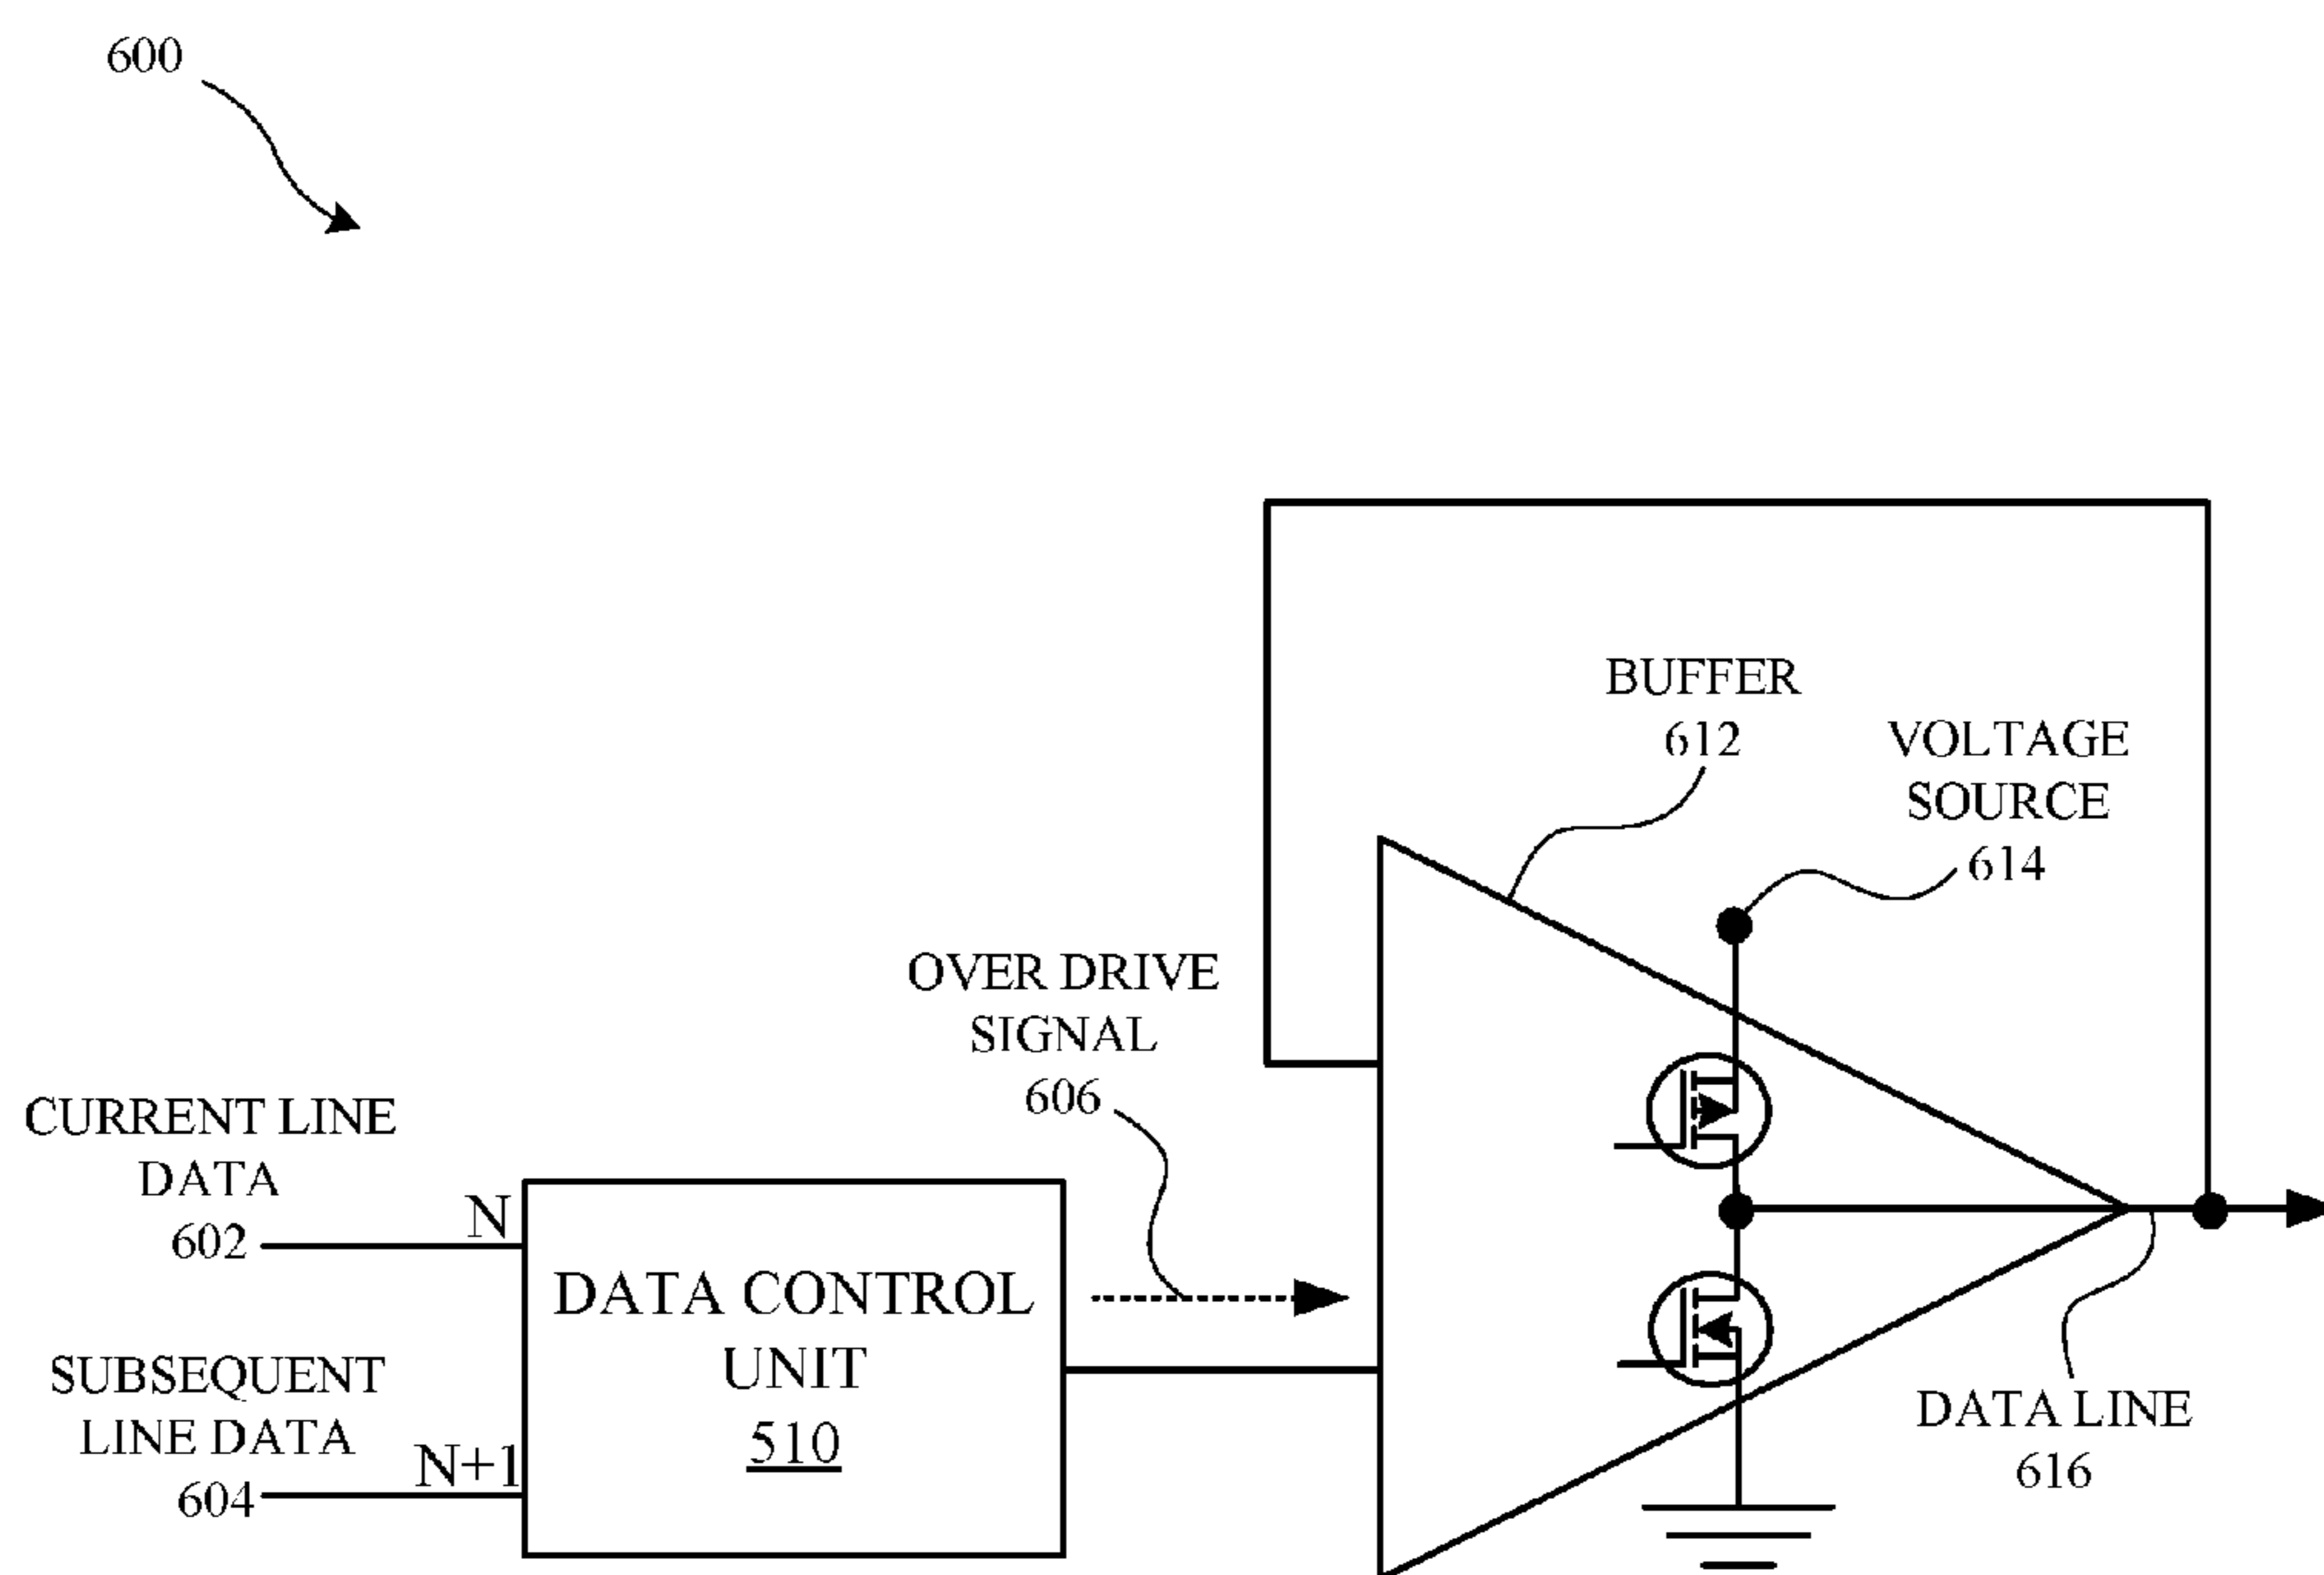 600
BUFFER
612
VOLTAGE
SOURCE
614
OVER DRIVE
SIGNAL
606
CURRENT LINE
DATA
602
N
DATA CONTROL
UNIT
510
SUBSEQUENT
LINE DATA
604
N+1
DATA LINE
616